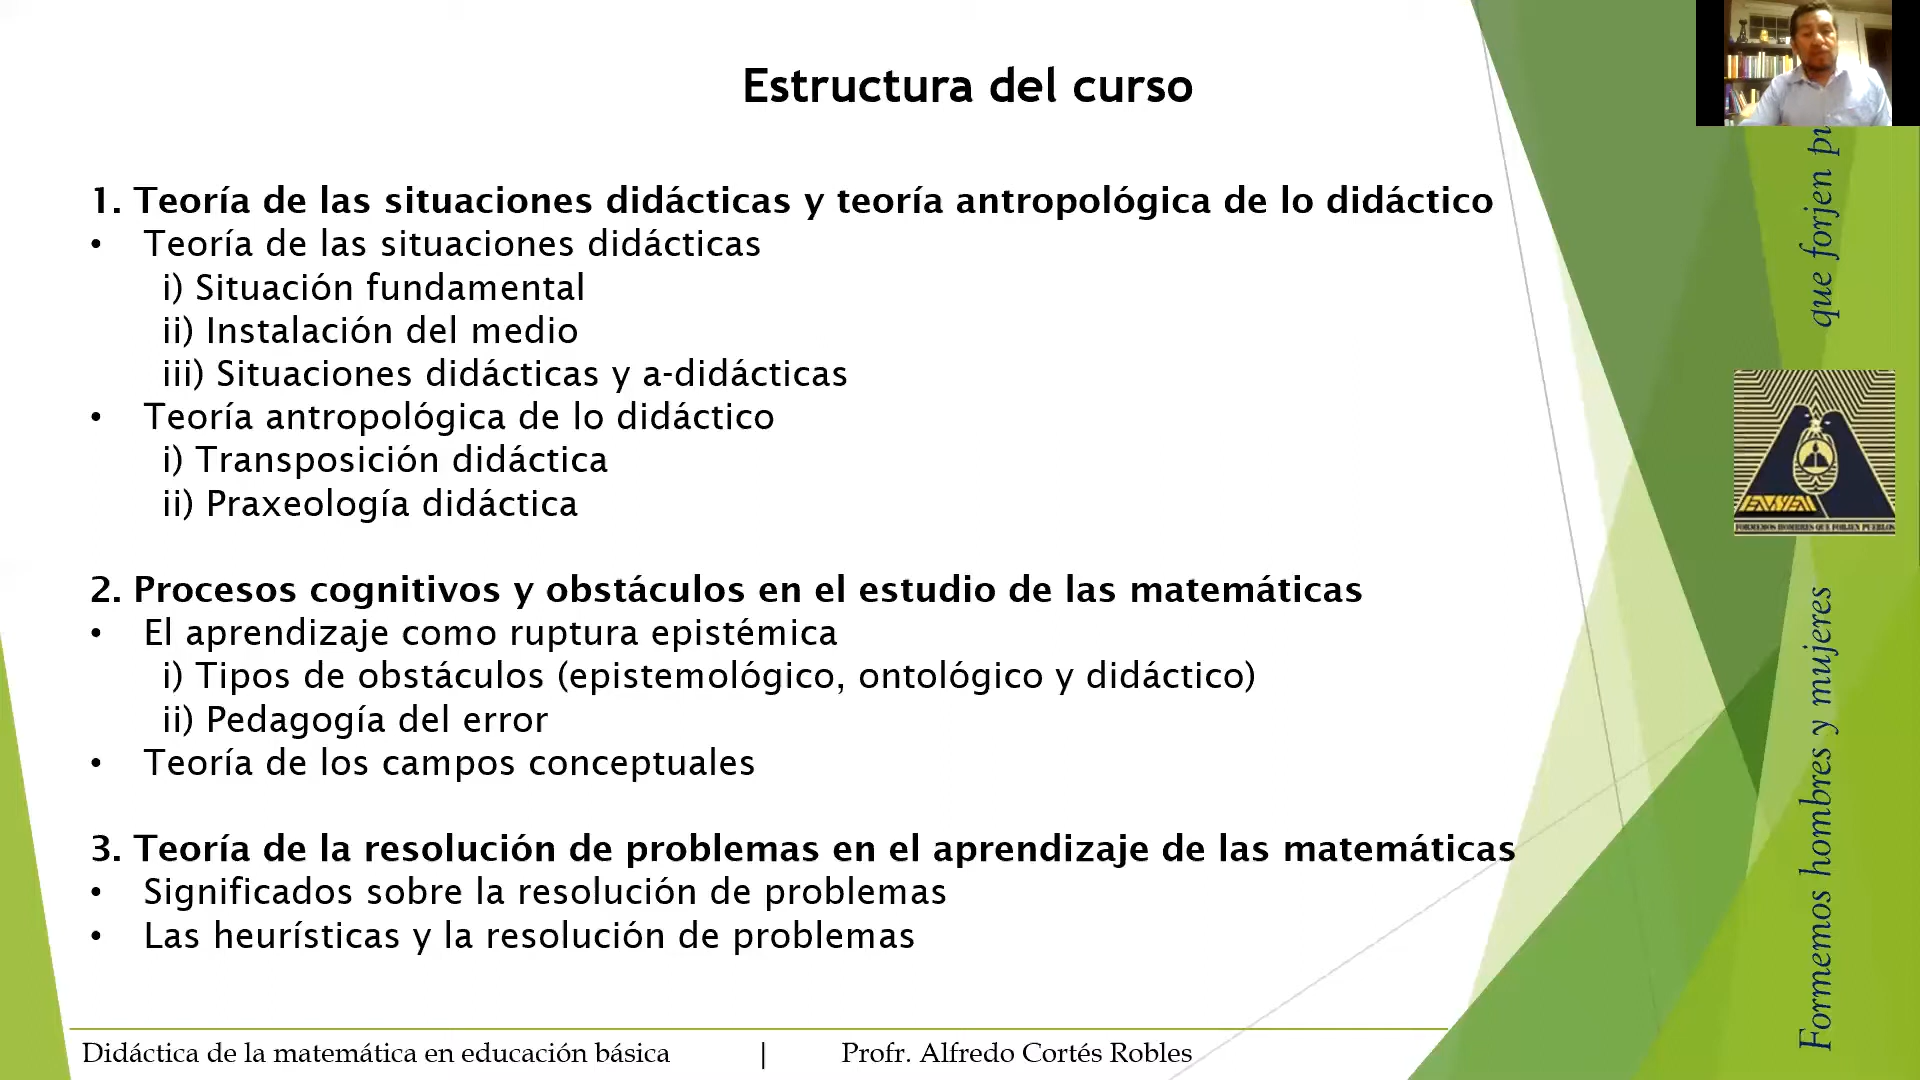 Estructura del curso
1. Teoría de las situaciones didácticas y teoría antropológica de lo didáctico
• Teoría de las situaciones didácticas
i) Situación fundamental
ii) Instalación del medio
iii) Situaciones didácticas y a-didácticas
• Teoría antropológica de lo didáctico
i) Transposición didáctica
ii) Praxeología didáctica
2. Procesos cognitivos y obstáculos en el estudio de las matemáticas
• El aprendizaje como ruptura epistémica
i) Tipos de obstáculos (epistemológico, ontológico y didáctico)
ii) Pedagogía del error
• Teoría de los campos conceptuales
3. Teoría de la resolución de problemas en el aprendizaje de las matemáticas
• Significados sobre la resolución de problemas
• Las heurísticas y la resolución de problemas
Didáctica de la matemática en educación básica | Profr. Alfredo Cortés Robles
Formemos hombres y mujeres que forjen
FORMEMOS HOMBRES QUE FORJEN PUEBLOS